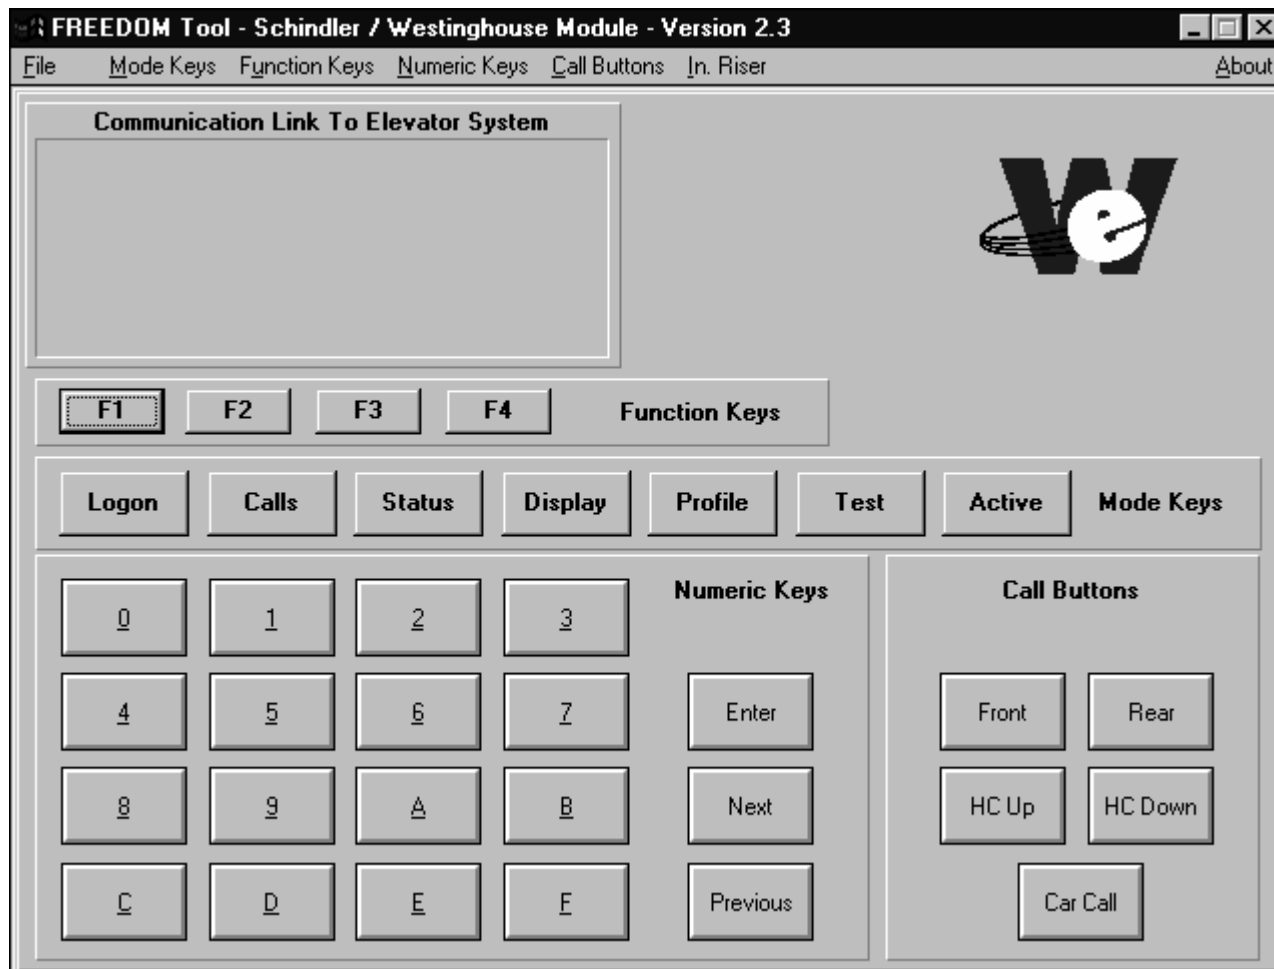 FREEDOM Tool - Schindler / Westinghouse Module - Version 2.3
File Mode Keys Function Keys Numeric Keys Call Buttons In. Riser About
Communication Link To Elevator System
We
F1 F2 F3 F4 Function Keys
Logon Calls Status Display Profile Test Active Mode Keys
Numeric Keys Call Buttons
0 1 2 3
4 5 6 7 Enter Front Rear
8 9 A B Next HC Up HC Down
C D E F Previous Car Call